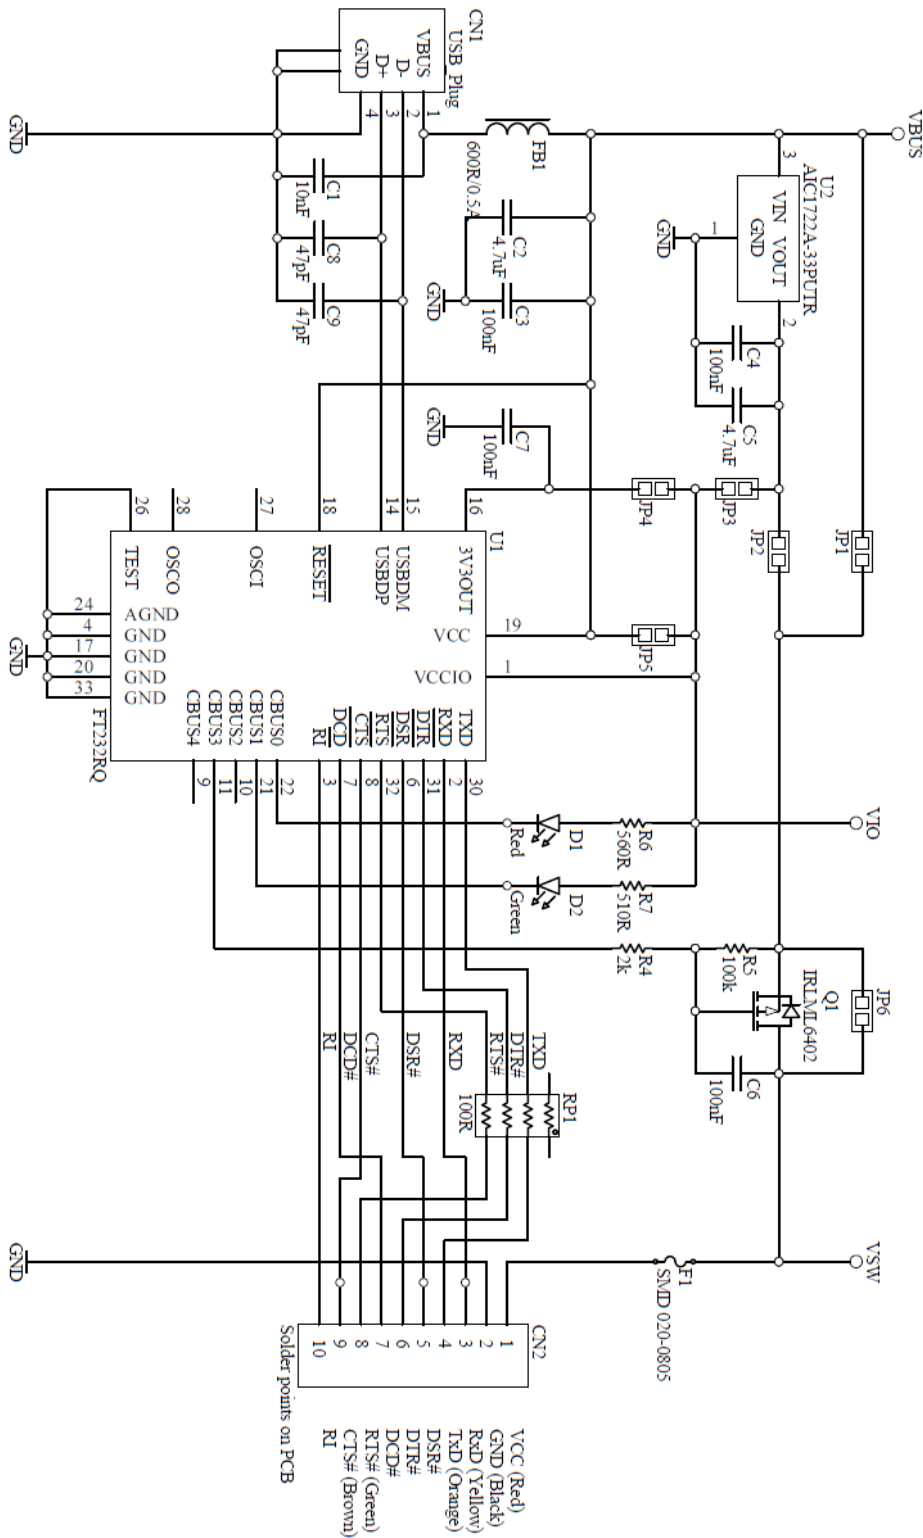 CN1
USB_Plug
VBUS
D-
D+
GND
1
2
3
4
GND
C1
10nF
C8
47pF
C9
47pF
FB1
600R/0.5A
C2
4.7uF
C3
100nF
GND
VBUS
U2
AIC1722A-33PUTR
VIN
VOUT
GND
3
2
1
GND
C4
100nF
C5
4.7uF
C7
100nF
GND
JP4
JP3
JP2
JP1
JP5
U1
FT232RQ
16
3V3OUT
15
USBDM
14
USBDP
18
RESET
27
OSCI
28
OSCO
26
TEST
19
VCC
1
VCCIO
24
AGND
4
GND
17
GND
20
GND
33
GND
GND
TXD
30
RXD
2
DTR
31
DSR
6
RTS
32
CTS
8
DCD
7
RI
3
CBUS0
22
CBUS1
21
CBUS2
10
CBUS3
11
CBUS4
9
VIO
R6
560R
D1
Red
R7
510R
D2
Green
R4
2k
R5
100k
Q1
IRLML6402
JP6
C6
100nF
TXD
DTR#
RTS#
RXD
DSR#
CTS#
DCD#
RI
RP1
100R
VSW
F1
SMD 020-0805
GND
CN2
1
2
3
4
5
6
7
8
9
10
Solder points on PCB
VCC (Red)
GND (Black)
RxD (Yellow)
TxD (Orange)
DSR#
DTR#
DCD#
RTS# (Green)
CTS# (Brown)
RI